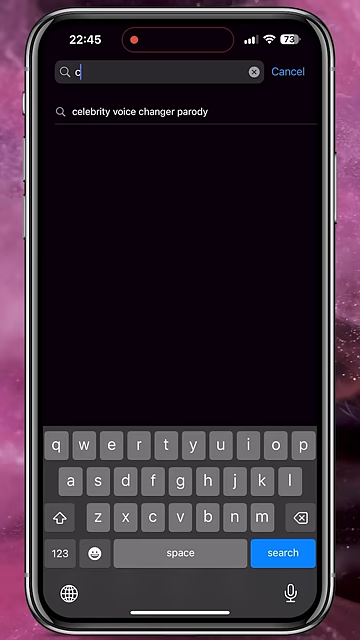 22:45
73
c
Cancel
celebrity voice changer parody
q w e r t y u i o p
a s d f g h j k l
z x c v b n m
123
space
search